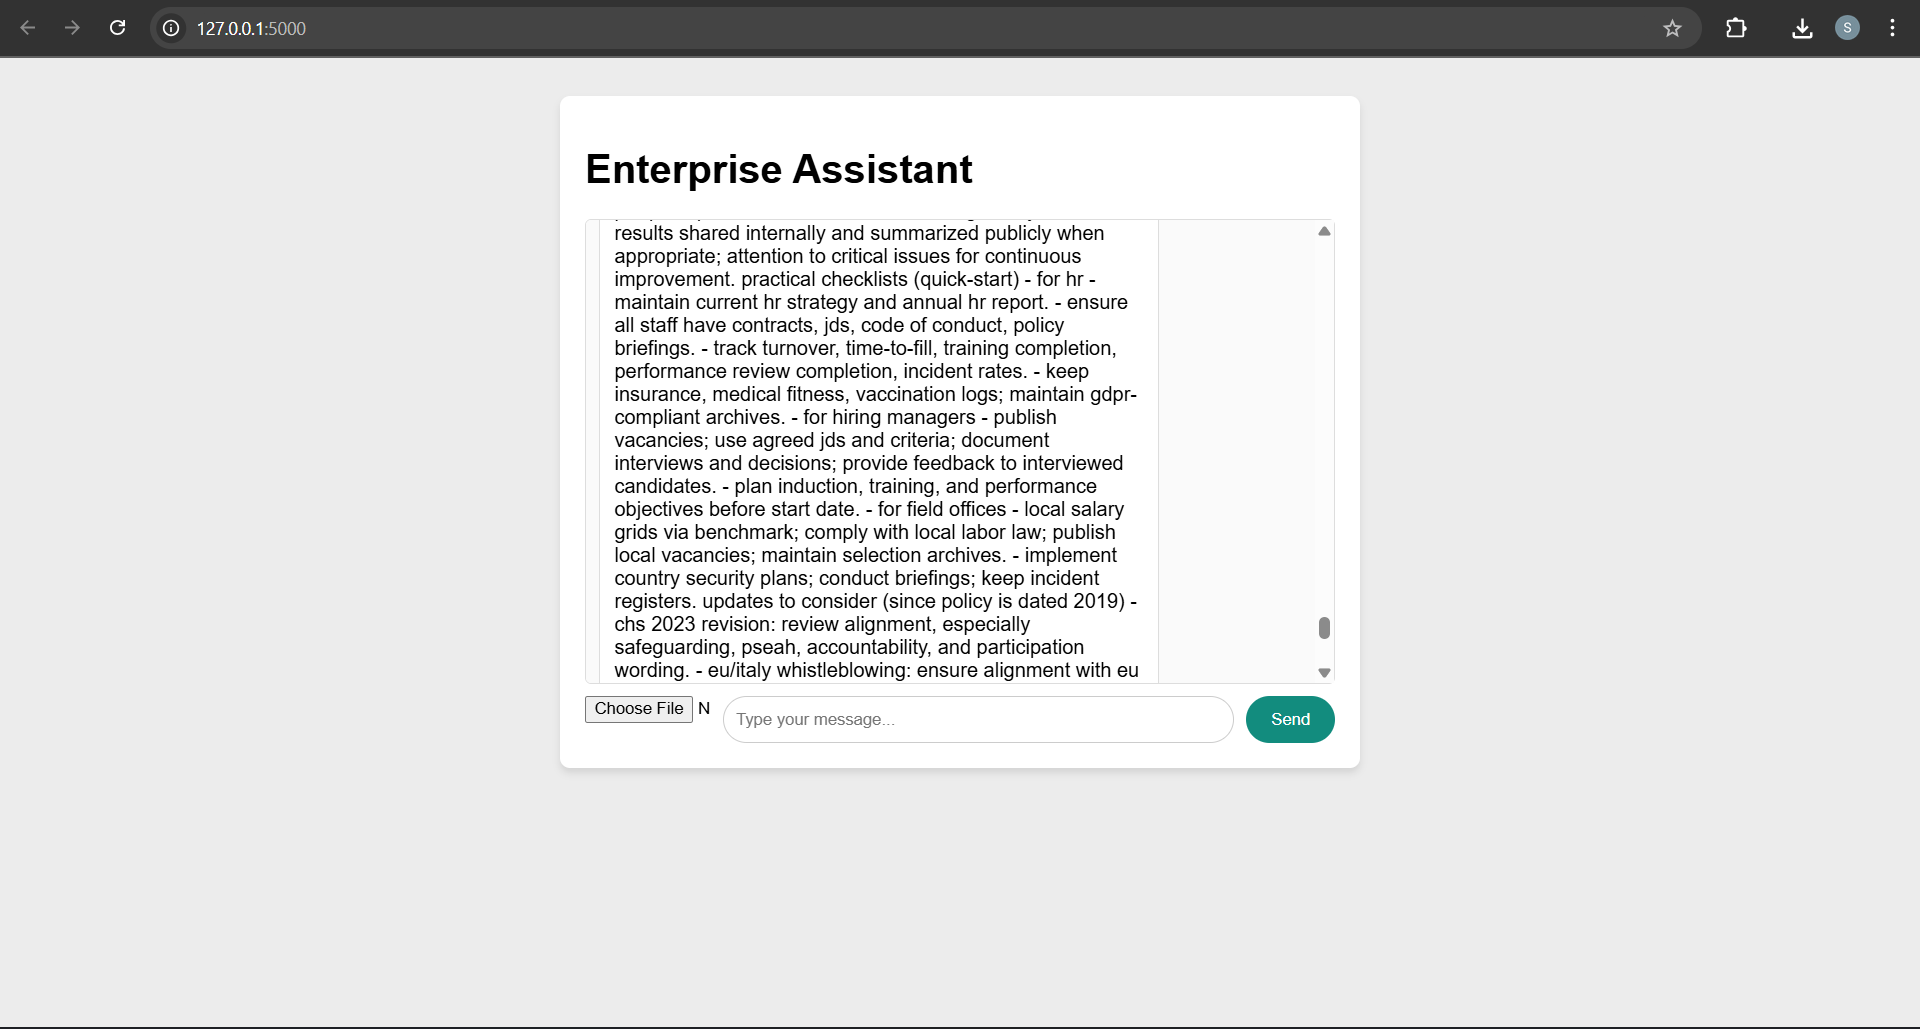 127.0.0.1:5000
S
Enterprise Assistant
results shared internally and summarized publicly when
appropriate; attention to critical issues for continuous
improvement. practical checklists (quick-start) - for hr -
maintain current hr strategy and annual hr report. - ensure
all staff have contracts, jds, code of conduct, policy
briefings. - track turnover, time-to-fill, training completion,
performance review completion, incident rates. - keep
insurance, medical fitness, vaccination logs; maintain gdpr-
compliant archives. - for hiring managers - publish
vacancies; use agreed jds and criteria; document
interviews and decisions; provide feedback to interviewed
candidates. - plan induction, training, and performance
objectives before start date. - for field offices - local salary
grids via benchmark; comply with local labor law; publish
local vacancies; maintain selection archives. - implement
country security plans; conduct briefings; keep incident
registers. updates to consider (since policy is dated 2019) -
chs 2023 revision: review alignment, especially
safeguarding, pseah, accountability, and participation
wording. - eu/italy whistleblowing: ensure alignment with eu
Choose File N
Type your message...
Send